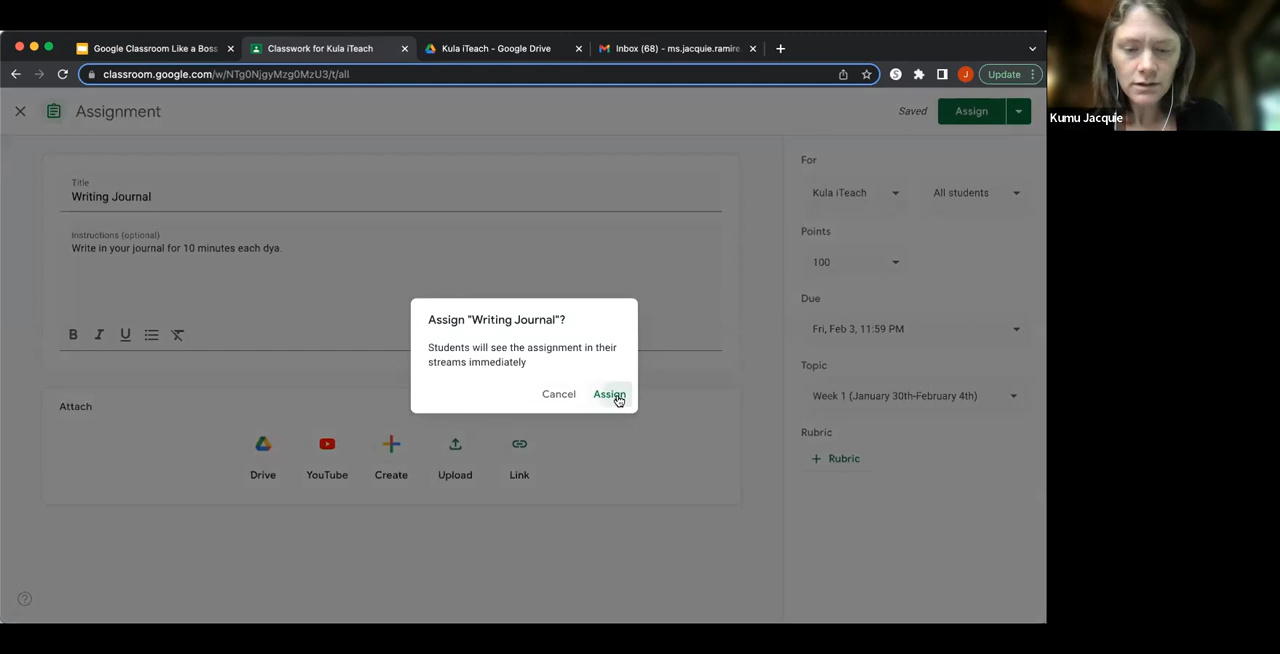 Google Classroom Like a Boss
Classwork for Kula iTeach
Kula iTeach - Google Drive
Inbox (68) - ms.jacquie.ramire
classroom.google.com/w/NTg0NjgyMzg0MzU3/t/all
S
J
Update
Kumu Jacquie
Assignment
Saved
Assign
Title
Writing Journal
Instructions (optional)
Write in your journal for 10 minutes each dya.
B I U
Assign "Writing Journal"?
Students will see the assignment in their
streams immediately
Cancel
Assign
Attach
Drive
YouTube
Create
Upload
Link
For
Kula iTeach
All students
Points
100
Due
Fri, Feb 3, 11:59 PM
Topic
Week 1 (January 30th-February 4th)
Rubric
+ Rubric
?